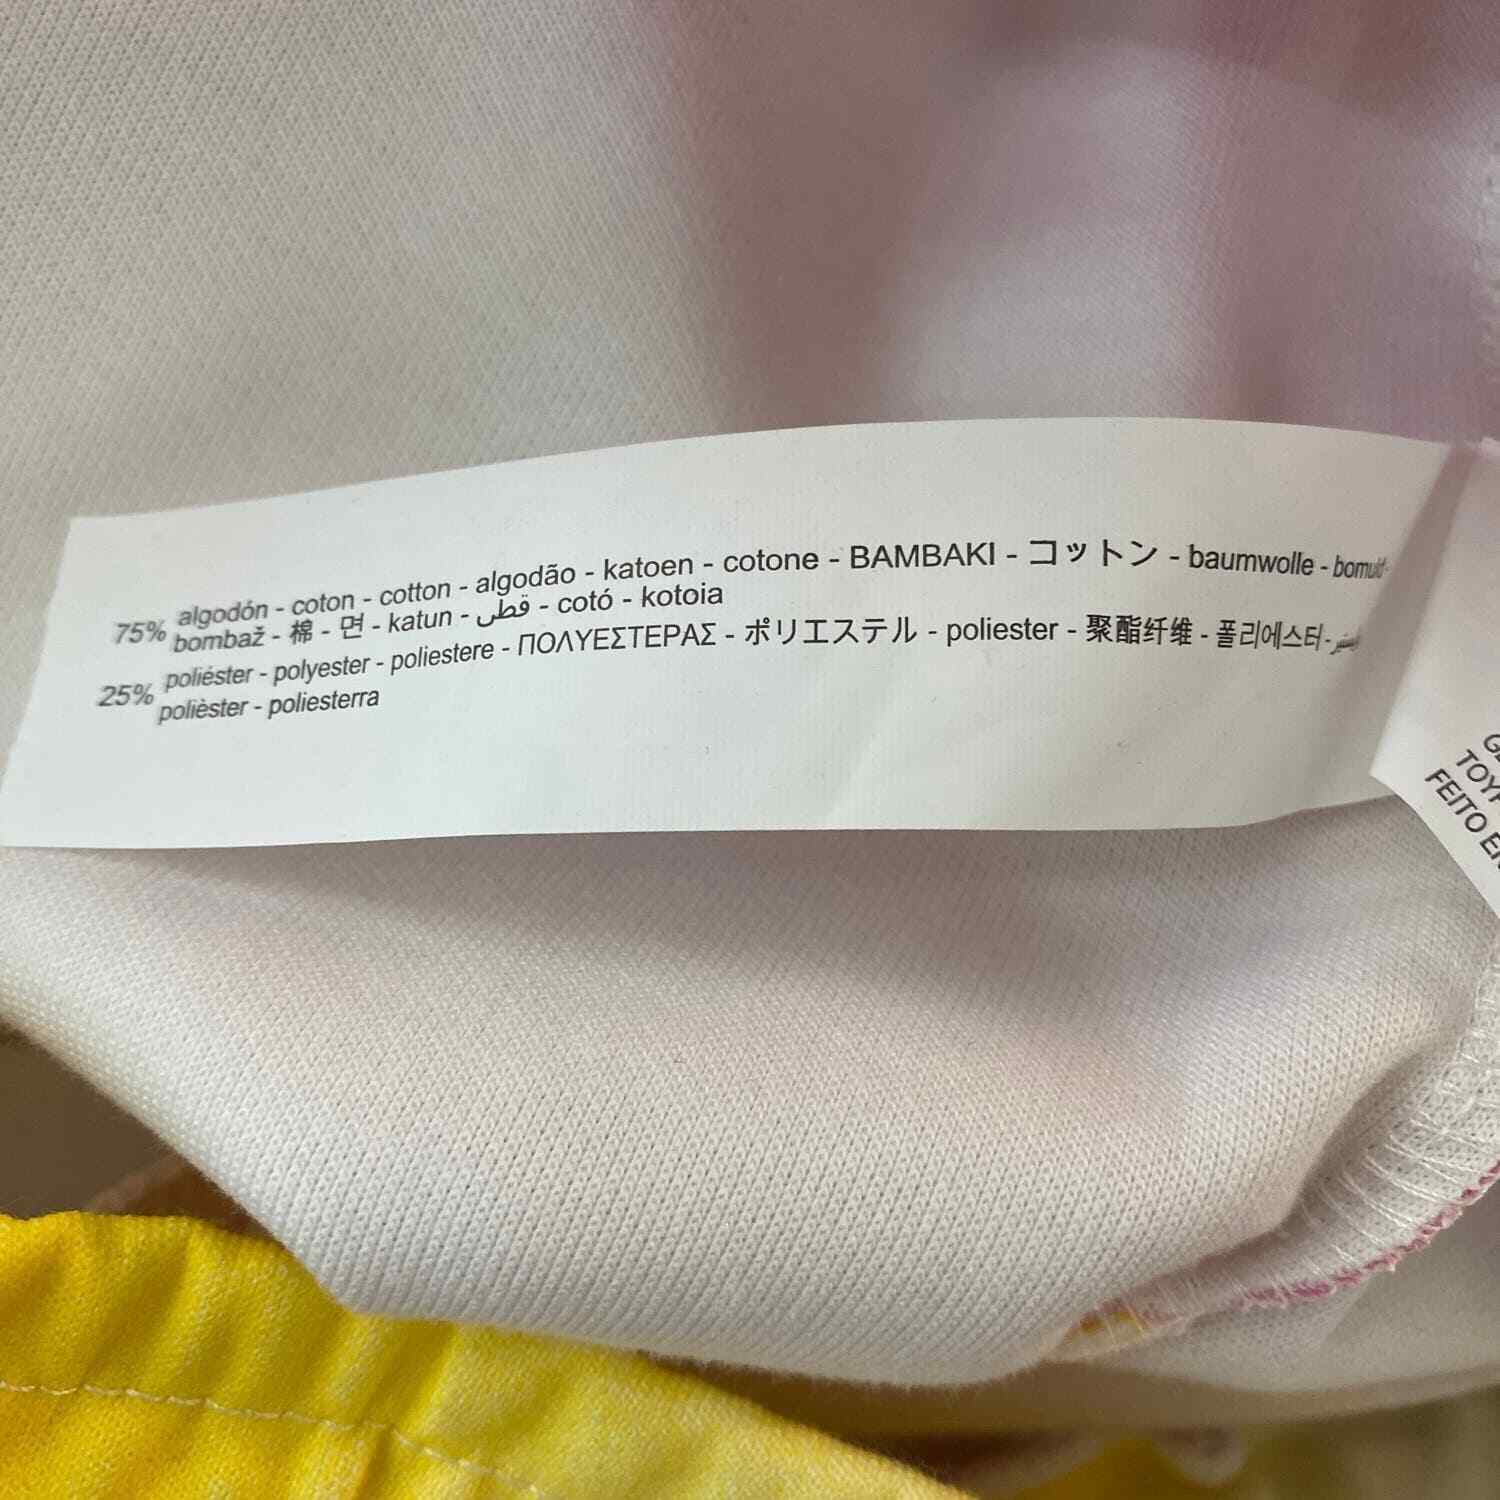 75% algodón - coton - cotton - algodão - katoen - cotone - BAMBAKI - コットン - baumwolle -
bombaž - 棉 - 면 - katun - قطن - cotó - kotoia
25% poliéster - polyester - poliestere - ΠΟΛΥΕΣΤΕΡΑΣ - ポリエステル - poliester - 聚酯纤维 - 폴리에스터 -
polièster - poliesterra
FEITO